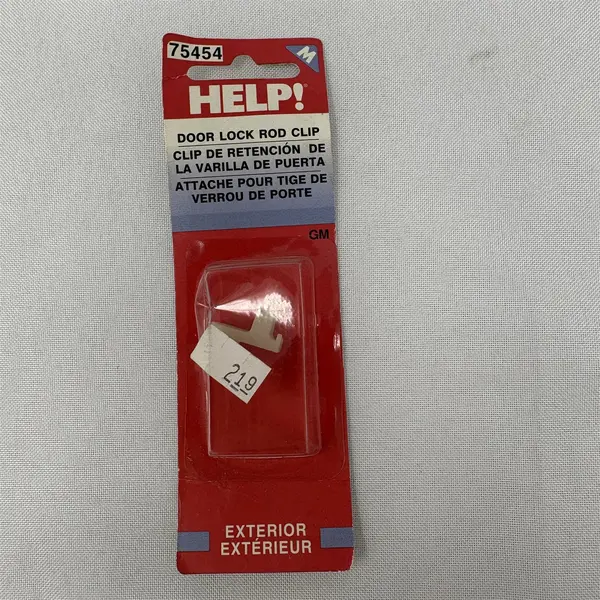 75454
M
HELP!
DOOR LOCK ROD CLIP
CLIP DE RETENCIÓN DE
LA VARILLA DE PUERTA
ATTACHE POUR TIGE DE
VERROU DE PORTE
GM
219
EXTERIOR
EXTÉRIEUR